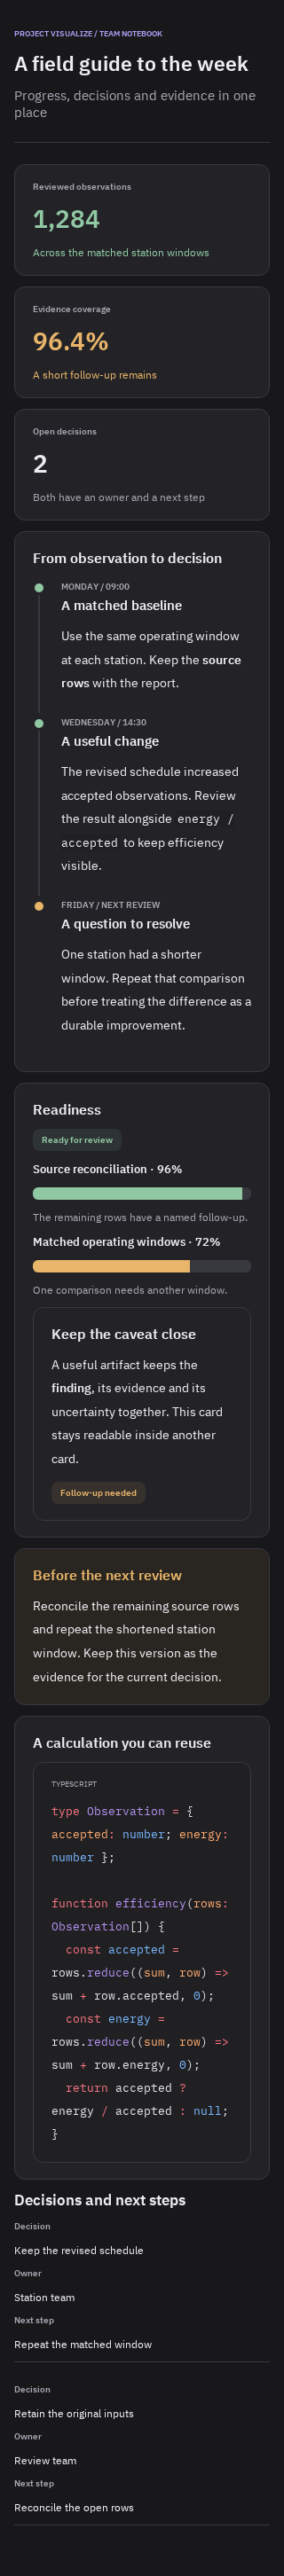 PROJECT VISUALIZE / TEAM NOTEBOOK
A field guide to the week
Progress, decisions and evidence in one
place
Reviewed observations
1,284
Across the matched station windows
Evidence coverage
96.4%
A short follow-up remains
Open decisions
2
Both have an owner and a next step
From observation to decision
MONDAY / 09:00
A matched baseline
Use the same operating window
at each station. Keep the source
rows with the report.
WEDNESDAY / 14:30
A useful change
The revised schedule increased
accepted observations. Review
the result alongside energy /
accepted to keep efficiency
visible.
FRIDAY / NEXT REVIEW
A question to resolve
One station had a shorter
window. Repeat that comparison
before treating the difference as a
durable improvement.
Readiness
Ready for review
Source reconciliation · 96%
The remaining rows have a named follow-up.
Matched operating windows · 72%
One comparison needs another window.
Keep the caveat close
A useful artifact keeps the
finding, its evidence and its
uncertainty together. This card
stays readable inside another
card.
Follow-up needed
Before the next review
Reconcile the remaining source rows
and repeat the shortened station
window. Keep this version as the
evidence for the current decision.
A calculation you can reuse
TYPESCRIPT
type Observation = {
accepted: number; energy:
number };
function efficiency(rows:
Observation[]) {
const accepted =
rows.reduce((sum, row) =>
sum + row.accepted, 0);
const energy =
rows.reduce((sum, row) =>
sum + row.energy, 0);
return accepted ?
energy / accepted : null;
}
Decisions and next steps
Decision
Keep the revised schedule
Owner
Station team
Next step
Repeat the matched window
Decision
Retain the original inputs
Owner
Review team
Next step
Reconcile the open rows